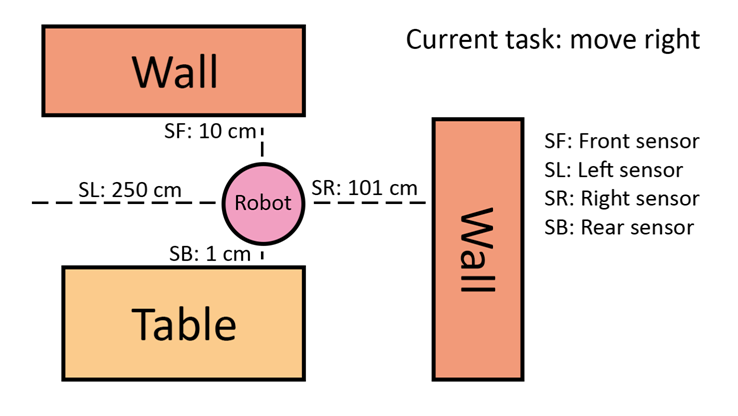 Wall
Current task: move right
SF: 10 cm
SL: 250 cm
Robot
SR: 101 cm
SB: 1 cm
Table
Wall
SF: Front sensor
SL: Left sensor
SR: Right sensor
SB: Rear sensor